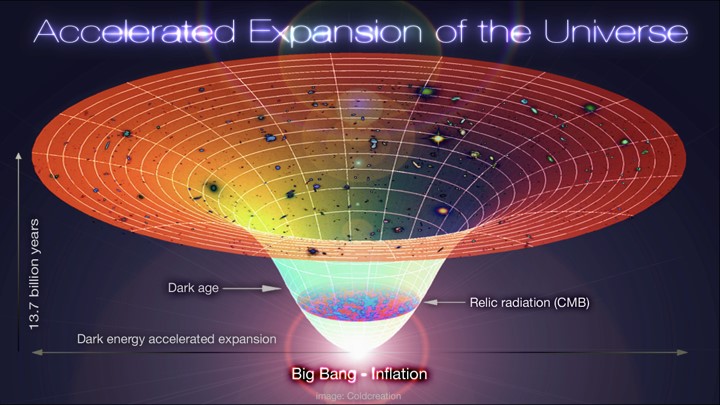 Accelerated Expansion of the Universe
13.7 billion years
Dark age
Relic radiation (CMB)
Dark energy accelerated expansion
Big Bang - Inflation
Image: Coldcreation